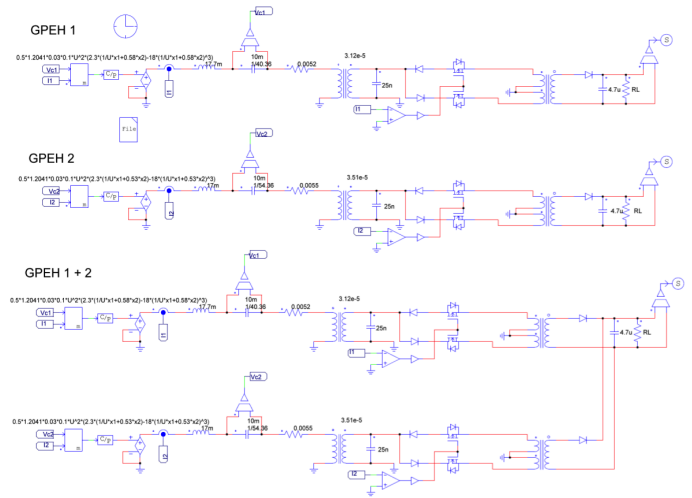 GPEH 1
Vc1
0.5*1.2041*0.03*0.1*U^2*(2.3*(1/U*x1+0.58*x2)-18*(1/U*x1+0.58*x2)^3)
17.7m
10m
1/40.36
0.0052
3.12e-5
Vc1
I1
m
C/p
I1
25n
I1
4.7u
RL
S
File
GPEH 2
Vc2
0.5*1.2041*0.03*0.1*U^2*(2.3*(1/U*x1+0.53*x2)-18*(1/U*x1+0.53*x2)^3)
17m
10m
1/54.36
0.0055
3.51e-5
Vc2
I2
m
C/p
I2
25n
I2
4.7u
RL
S
GPEH 1 + 2
Vc1
0.5*1.2041*0.03*0.1*U^2*(2.3*(1/U*x1+0.58*x2)-18*(1/U*x1+0.58*x2)^3)
17.7m
10m
1/40.36
0.0052
3.12e-5
Vc1
I1
m
C/p
I1
25n
I1
4.7u
RL
S
Vc2
0.5*1.2041*0.03*0.1*U^2*(2.3*(1/U*x1+0.53*x2)-18*(1/U*x1+0.53*x2)^3)
17m
10m
1/54.36
0.0055
3.51e-5
Vc2
I2
m
C/p
I2
25n
I2